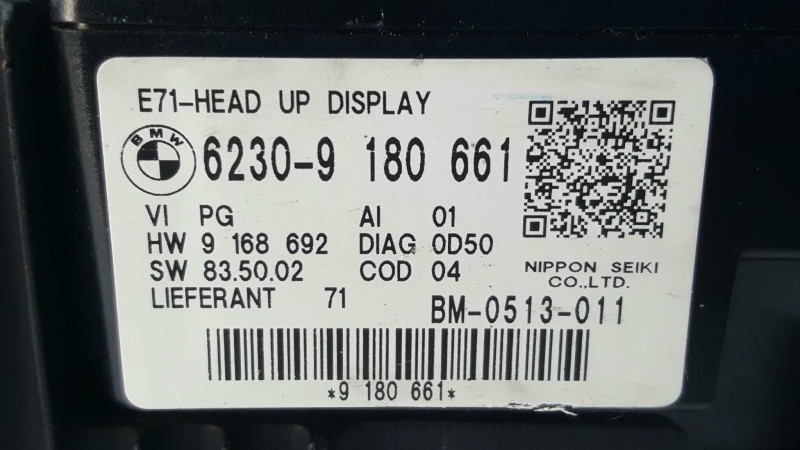 E71-HEAD UP DISPLAY
BMW 6230-9 180 661
VI PG AI 01
HW 9 168 692 DIAG 0D50
SW 83.50.02 COD 04
NIPPON SEIKI
CO.,LTD.
LIEFERANT 71
BM-0513-011
*9 180 661*